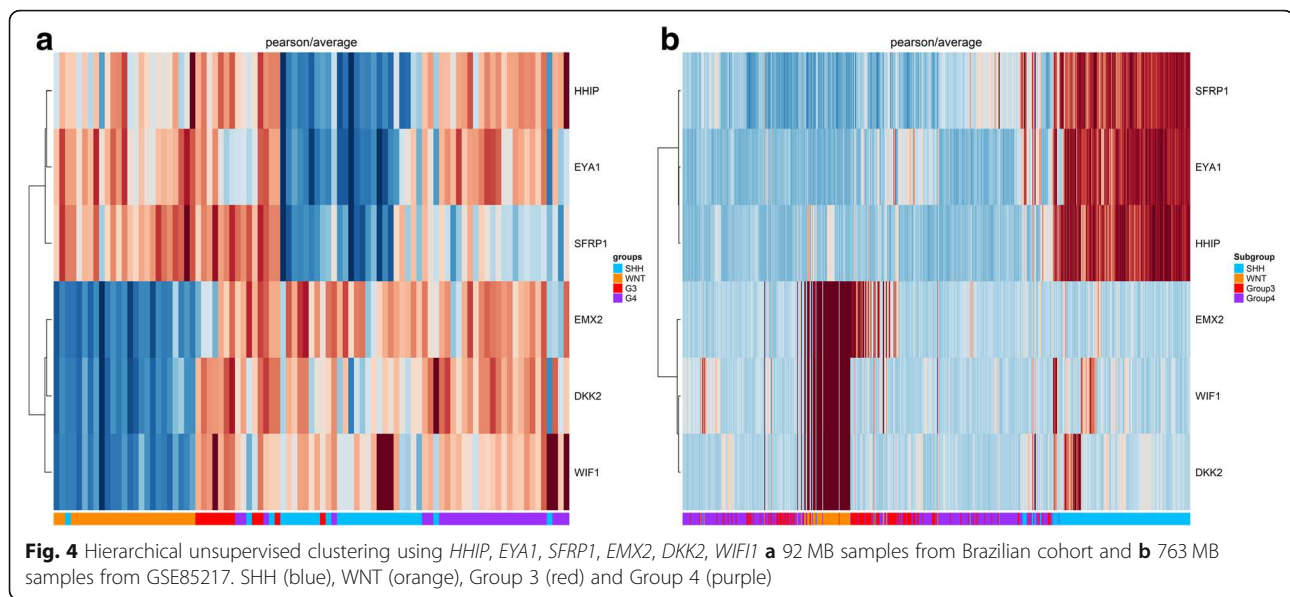 a
pearson/average
HHIP
EYA1
SFRP1
EMX2
DKK2
WIF1
groups
SHH
WNT
G3
G4
b
pearson/average
SFRP1
EYA1
HHIP
EMX2
WIF1
DKK2
Subgroup
SHH
WNT
Group3
Group4
Fig. 4 Hierarchical unsupervised clustering using HHIP, EYA1, SFRP1, EMX2, DKK2, WIFI1 a 92 MB samples from Brazilian cohort and b 763 MB
samples from GSE85217. SHH (blue), WNT (orange), Group 3 (red) and Group 4 (purple)